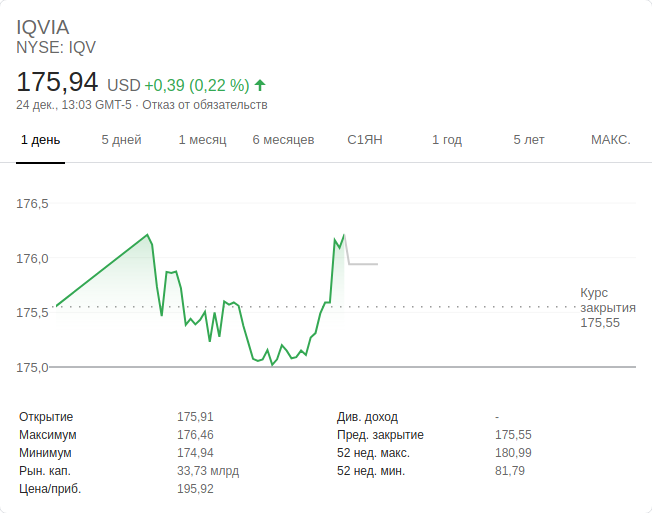 IQVIA
NYSE: IQV
175,94 USD +0,39 (0,22 %)
24 дек., 13:03 GMT-5 · Отказ от обязательств
1 день 5 дней 1 месяц 6 месяцев С1ЯН 1 год 5 лет МАКС.
176,5
176,0
175,5
175,0
Курс
закрытия
175,55
Открытие 175,91 Див. доход -
Максимум 176,46 Пред. закрытие 175,55
Минимум 174,94 52 нед. макс. 180,99
Рын. кап. 33,73 млрд 52 нед. мин. 81,79
Цена/приб. 195,92